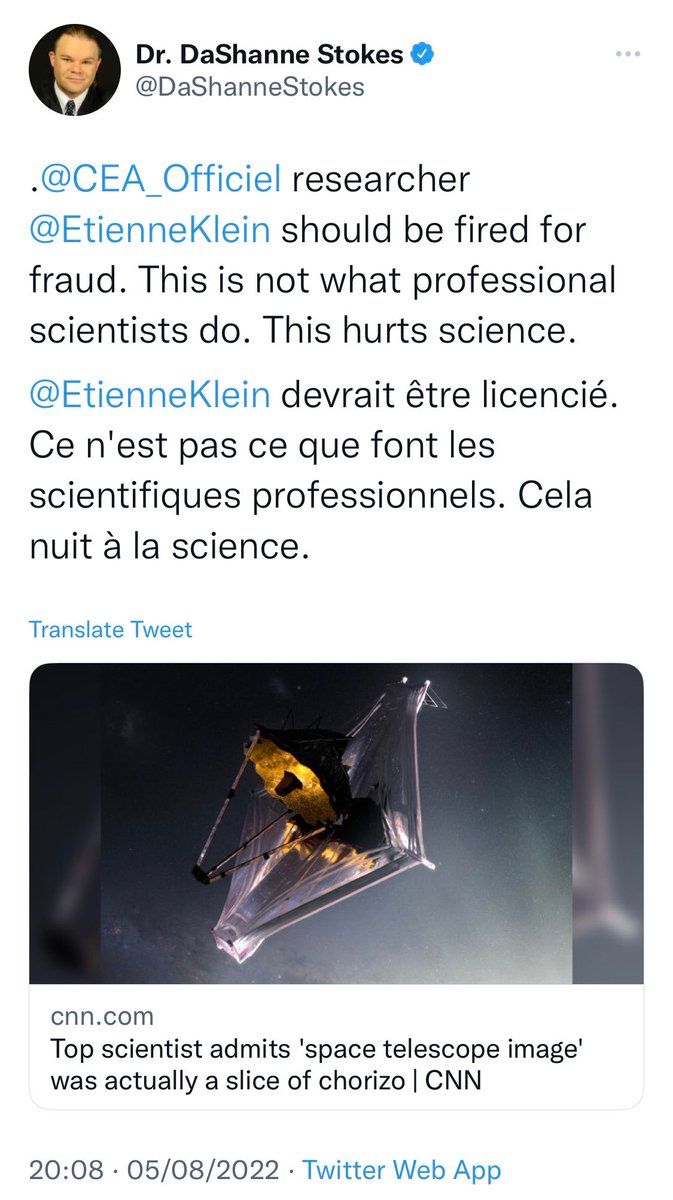 Dr. DaShanne Stokes
@DaShanneStokes
.@CEA_Officiel researcher
@EtienneKlein should be fired for
fraud. This is not what professional
scientists do. This hurts science.
@EtienneKlein devrait être licencié.
Ce n'est pas ce que font les
scientifiques professionnels. Cela
nuit à la science.
Translate Tweet
cnn.com
Top scientist admits 'space telescope image'
was actually a slice of chorizo | CNN
20:08 · 05/08/2022 · Twitter Web App